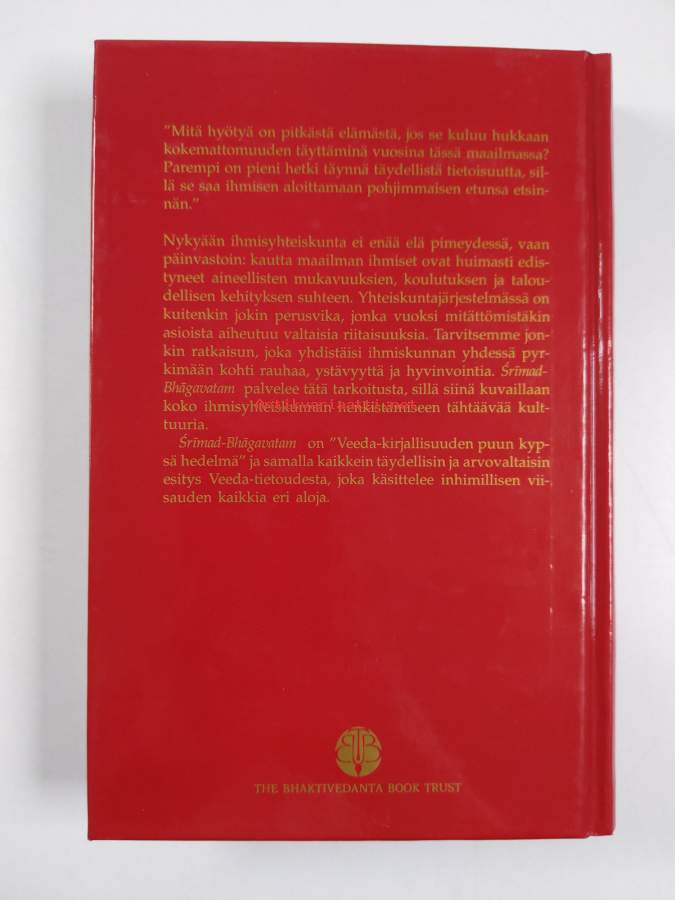 ”Mitä hyötyä on pitkästä elämästä, jos se kuluu hukkaan
kokemattomuuden täyttäminä vuosina tässä maailmassa?
Parempi on pieni hetki täynnä täydellistä tietoisuutta, sil-
lä se saa ihmisen aloittamaan pohjimmaisen etunsa etsin-
nän.”
Nykyään ihmisyhteiskunta ei enää elä pimeydessä, vaan
päinvastoin: kautta maailman ihmiset ovat huimasti edis-
tyneet aineellisten mukavuuksien, koulutuksen ja talou-
dellisen kehityksen suhteen. Yhteiskuntajärjestelmässä on
kuitenkin jokin perusvika, jonka vuoksi mitättömistäkin
asioista aiheutuu valtaisia riitaisuuksia. Tarvitsemme jon-
kin ratkaisun, joka yhdistäisi ihmiskunnan yhdessä pyr-
kimään kohti rauhaa, ystävyyttä ja hyvinvointia. Śrīmad-
Bhāgavatam palvelee tätä tarkoitusta, sillä siinä kuvaillaan
koko ihmisyhteiskunnan henkistämiseen tähtäävää kult-
tuuria.
Śrīmad-Bhāgavatam on ”Veeda-kirjallisuuden puun kyp-
sä hedelmä” ja samalla kaikkein täydellisin ja arvovaltaisin
esitys Veeda-tietoudesta, joka käsittelee inhimillisen vii-
sauden kaikkia eri aloja.
BBT
THE BHAKTIVEDANTA BOOK TRUST